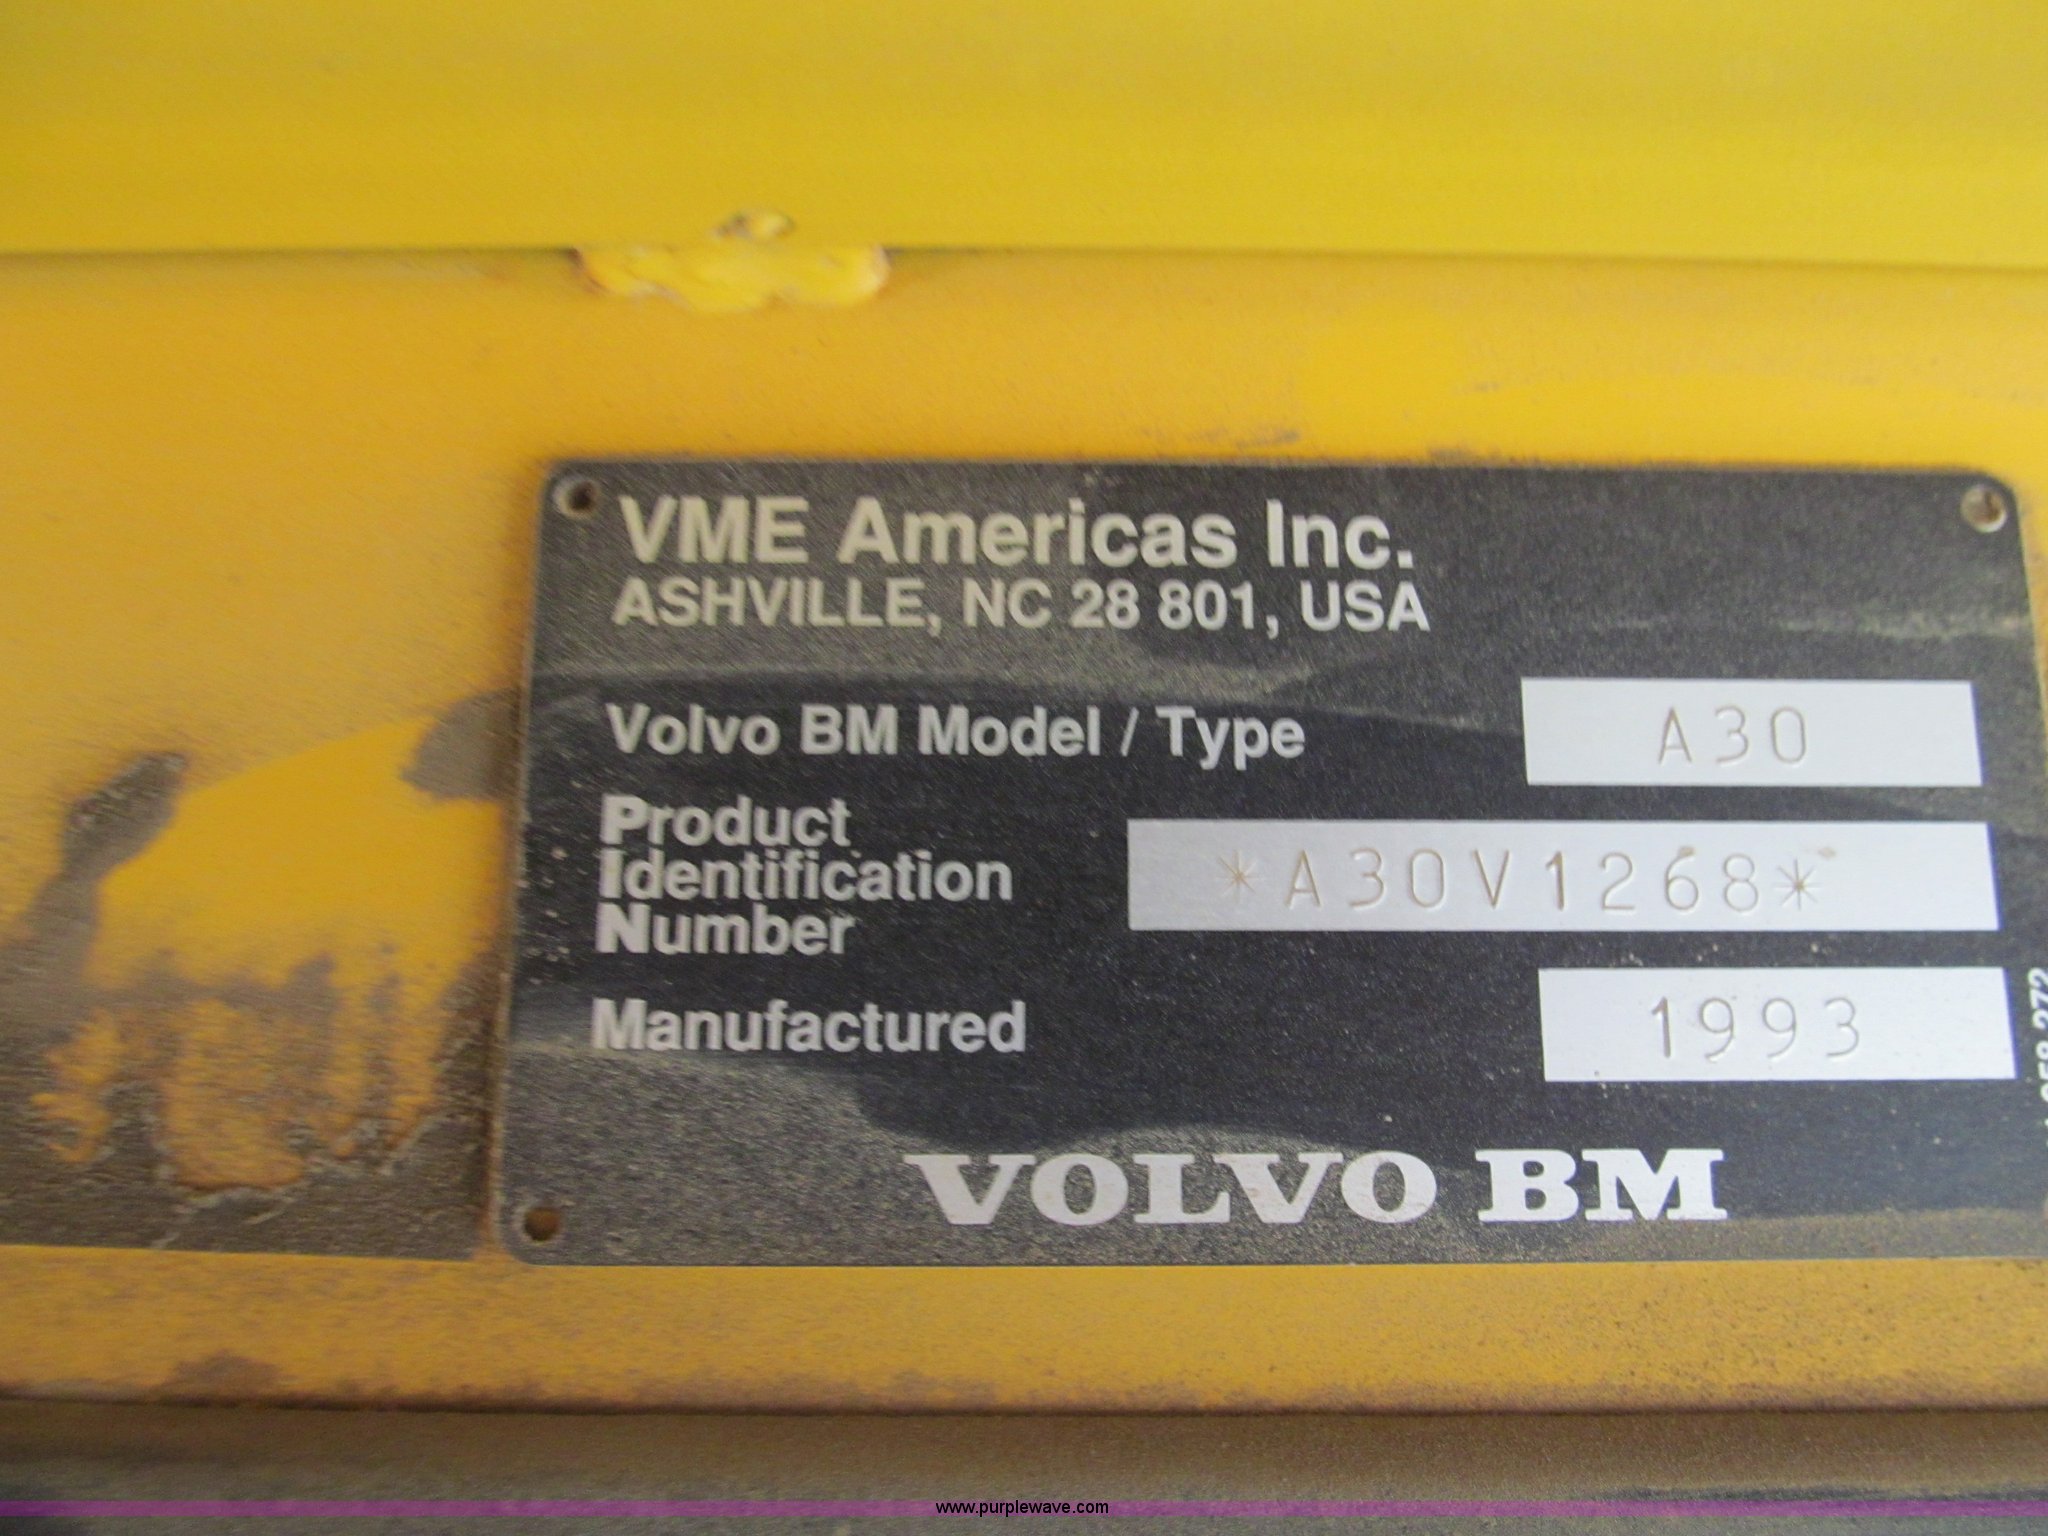 VME Americas Inc.
ASHVILLE, NC 28 801, USA
Volvo BM Model / Type A30
Product
Identification
Number *A30V1268*
Manufactured 1993
VOLVO BM
www.purplewave.com